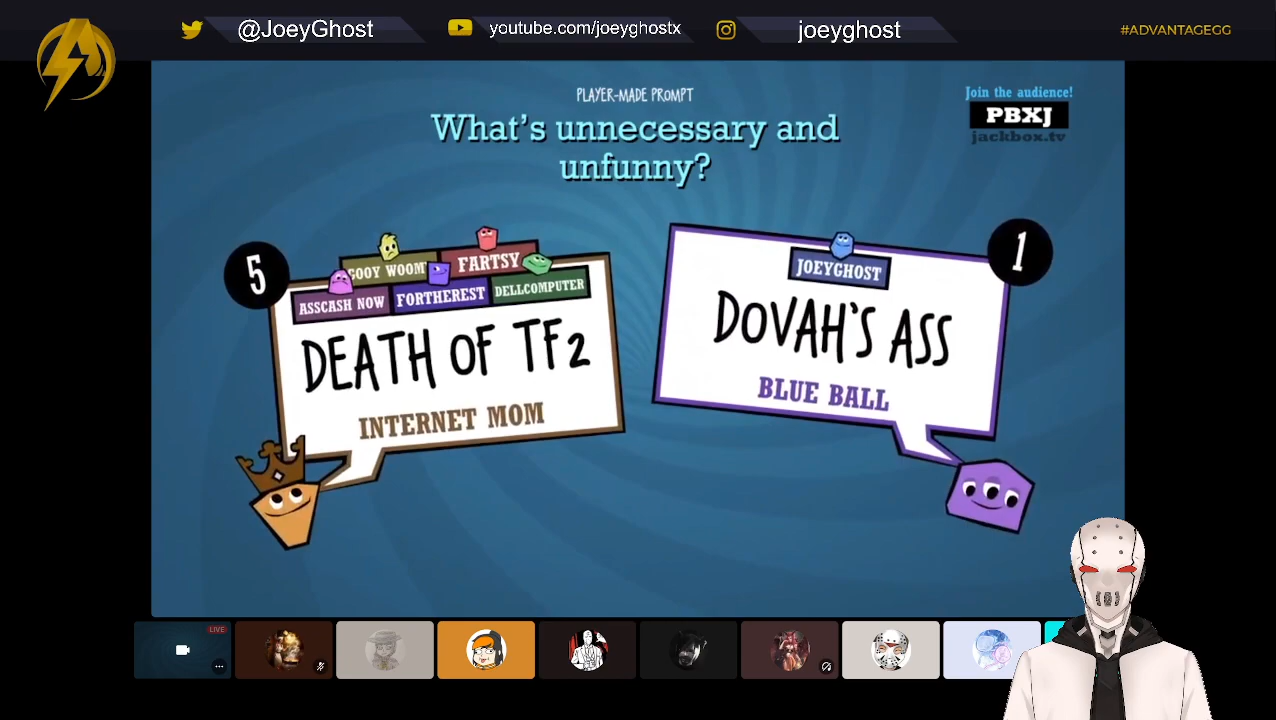 @JoeyGhost
youtube.com/joeyghostx
joeyghost
#ADVANTAGEGG
PLAYER-MADE PROMPT
What's unnecessary and
unfunny?
Join the audience!
PBXJ
jackbox.tv
5
GOOY WOOM
FARTSY
ASSCASH NOW
FORTHEREST
DELLCOMPUTER
DEATH OF TF2
INTERNET MOM
1
JOEYGHOST
DOVAH'S ASS
BLUE BALL
LIVE